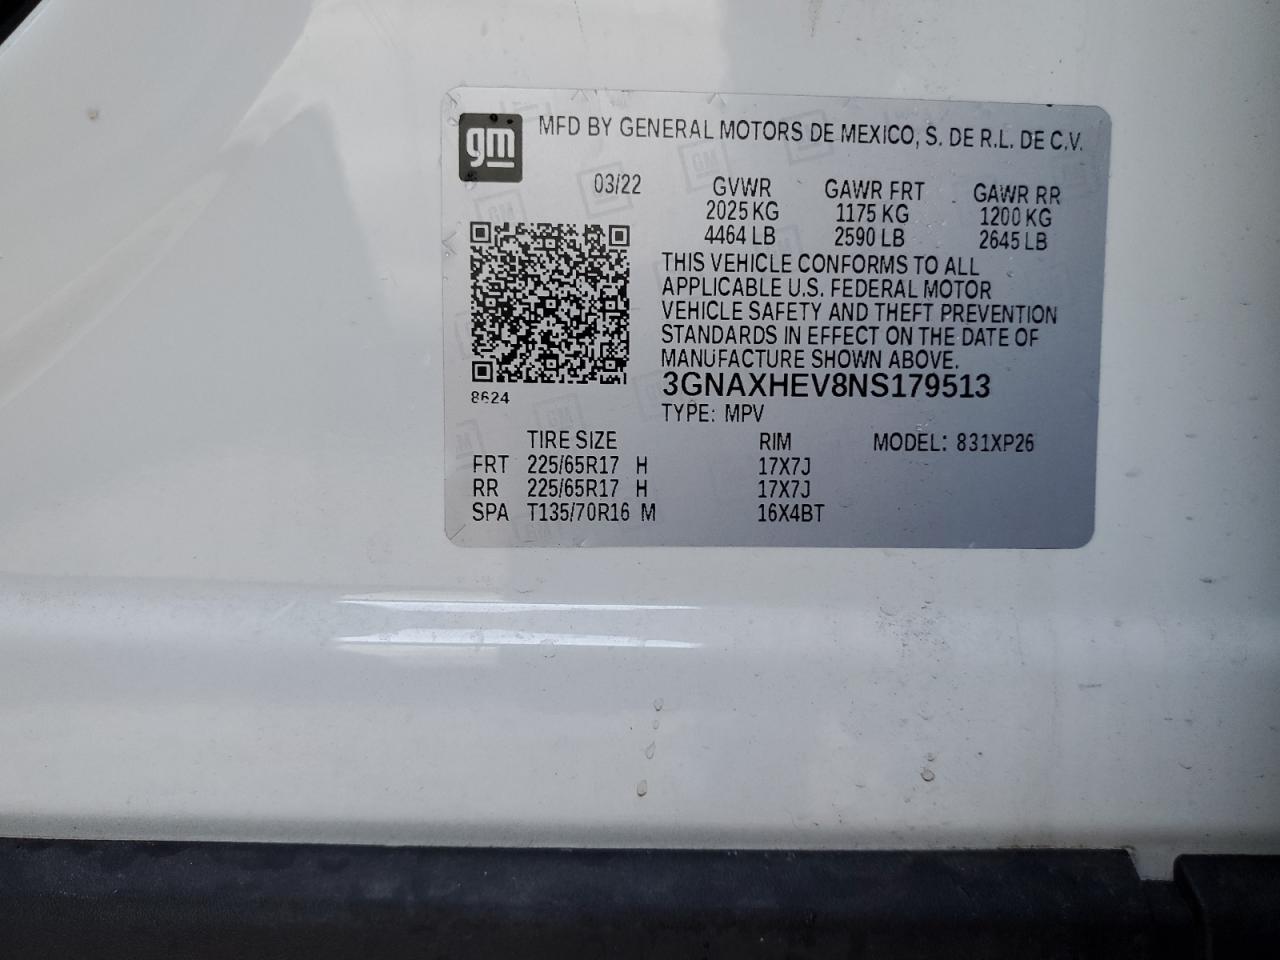 gm
MFD BY GENERAL MOTORS DE MEXICO, S. DE R.L. DE C.V.
03/22 GVWR GAWR FRT GAWR RR
2025 KG 1175 KG 1200 KG
4464 LB 2590 LB 2645 LB
THIS VEHICLE CONFORMS TO ALL
APPLICABLE U.S. FEDERAL MOTOR
VEHICLE SAFETY AND THEFT PREVENTION
STANDARDS IN EFFECT ON THE DATE OF
MANUFACTURE SHOWN ABOVE.
3GNAXHEV8NS179513
8624
TYPE: MPV
TIRE SIZE RIM MODEL: 831XP26
FRT 225/65R17 H 17X7J
RR 225/65R17 H 17X7J
SPA T135/70R16 M 16X4BT